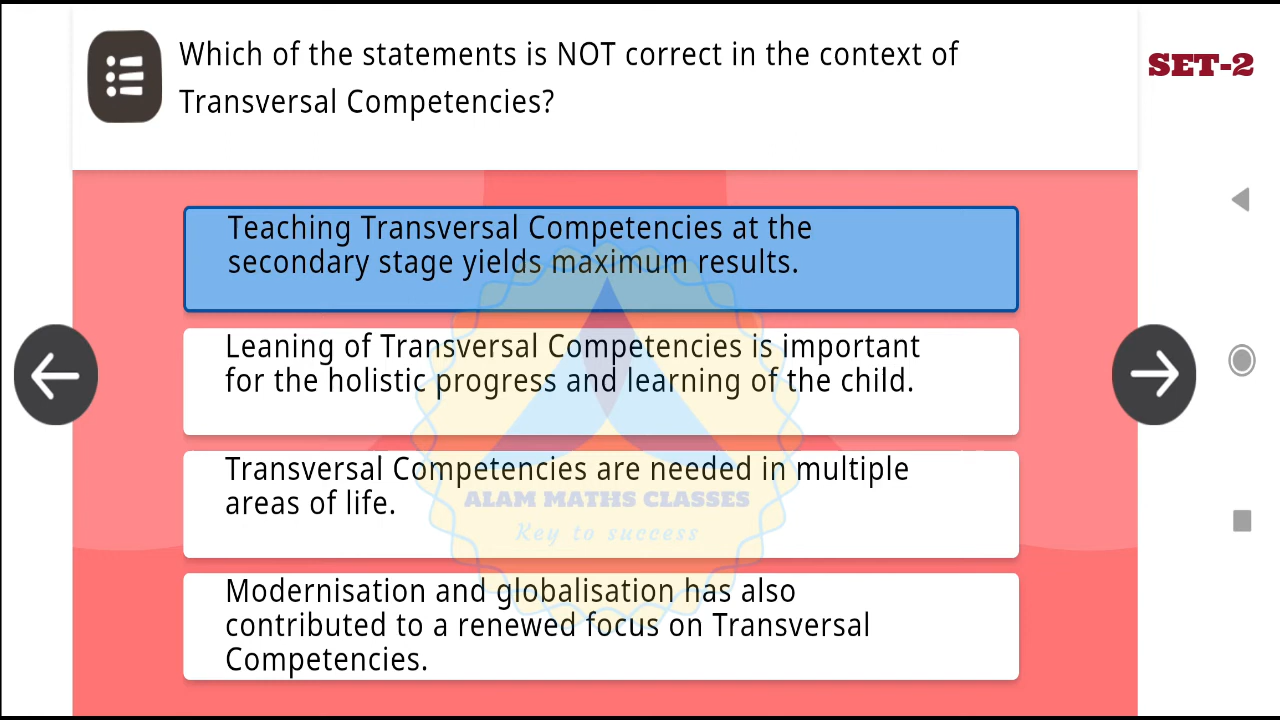 Which of the statements is NOT correct in the context of
Transversal Competencies?
SET-2
Teaching Transversal Competencies at the
secondary stage yields maximum results.
Leaning of Transversal Competencies is important
for the holistic progress and learning of the child.
Transversal Competencies are needed in multiple
areas of life.
ALAM MATHS CLASSES
Key to success
Modernisation and globalisation has also
contributed to a renewed focus on Transversal
Competencies.